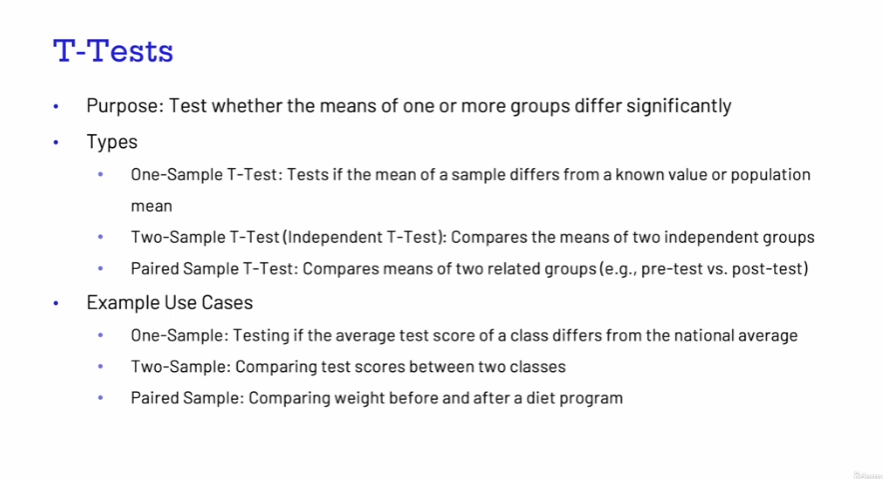 T-Tests
• Purpose: Test whether the means of one or more groups differ significantly
• Types
• One-Sample T-Test: Tests if the mean of a sample differs from a known value or population
mean
• Two-Sample T-Test (Independent T-Test): Compares the means of two independent groups
• Paired Sample T-Test: Compares means of two related groups (e.g., pre-test vs. post-test)
• Example Use Cases
• One-Sample: Testing if the average test score of a class differs from the national average
• Two-Sample: Comparing test scores between two classes
• Paired Sample: Comparing weight before and after a diet program